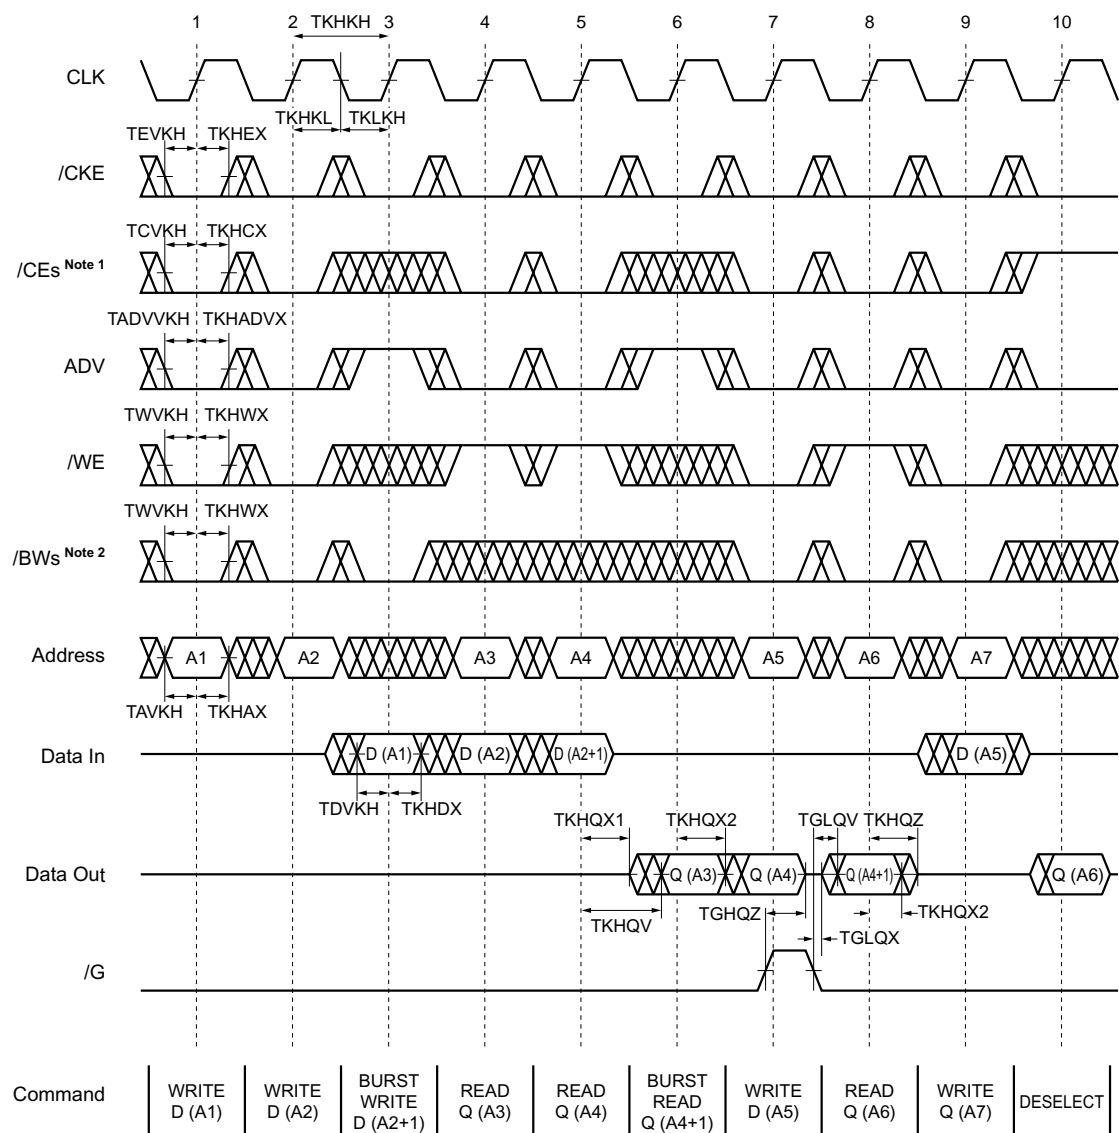 1 2 TKHKH 3 4 5 6 7 8 9 10
CLK
TKHKL TKLKH
TEVKH TKHEX
/CKE
TCVKH TKHCX
/CEs Note 1
TADVVKH TKHADVX
ADV
TWVKH TKHWX
/WE
TWVKH TKHWX
/BWs Note 2
Address A1 A2 A3 A4 A5 A6 A7
TAVKH TKHAX
Data In D (A1) D (A2) D (A2+1) D (A5)
TDVKH TKHDX
TKHQX1 TKHQX2 TGLQV TKHQZ
Data Out Q (A3) Q (A4) Q (A4+1) Q (A6)
TKHQV TGHQZ TKHQX2
TGLQX
/G
Command
WRITE
D (A1)
WRITE
D (A2)
BURST
WRITE
D (A2+1)
READ
Q (A3)
READ
Q (A4)
BURST
READ
Q (A4+1)
WRITE
D (A5)
READ
Q (A6)
WRITE
Q (A7)
DESELECT